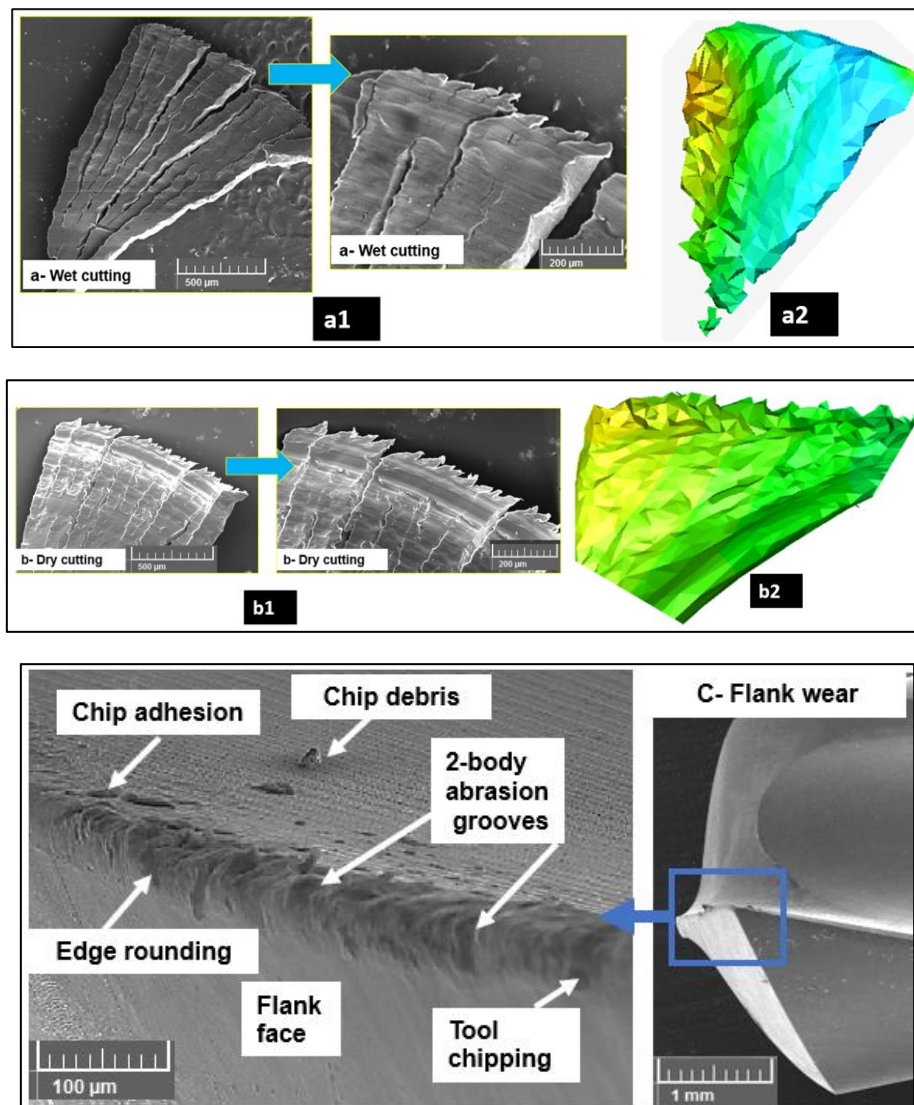 a- Wet cutting
500 µm
a- Wet cutting
200 µm
a1
a2
b- Dry cutting
500 µm
b- Dry cutting
200 µm
b1
b2
Chip adhesion
Chip debris
2-body
abrasion
grooves
Edge rounding
Flank
face
Tool
chipping
100 µm
C- Flank wear
1 mm